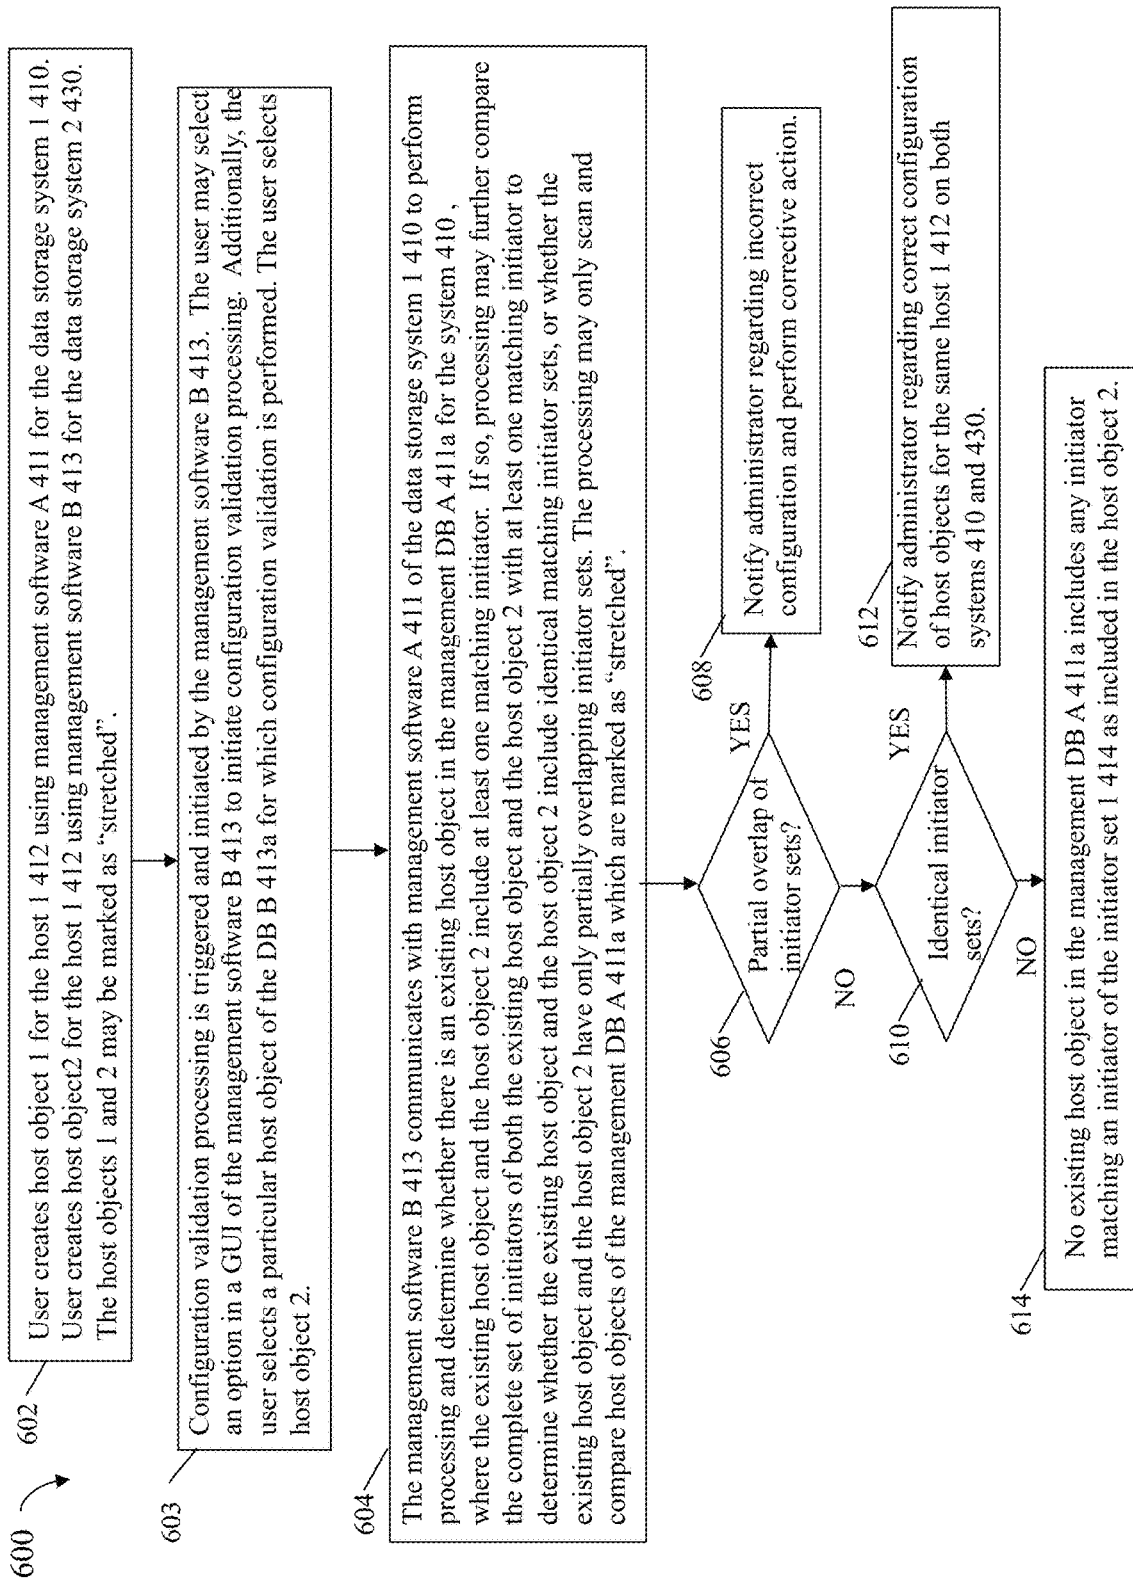 600
602
User creates host object 1 for the host 1 412 using management software A 411 for the data storage system 1 410.
User creates host object2 for the host 1 412 using management software B 413 for the data storage system 2 430.
The host objects 1 and 2 may be marked as “stretched”.
603
Configuration validation processing is triggered and initiated by the management software B 413. The user may select
an option in a GUI of the management software B 413 to initiate configuration validation processing. Additionally, the
user selects a particular host object of the DB B 413a for which configuration validation is performed. The user selects
host object 2.
604
The management software B 413 communicates with management software A 411 of the data storage system 1 410 to perform
processing and determine whether there is an existing host object in the management DB A 411a for the system 410 ,
where the existing host object and the host object 2 include at least one matching initiator. If so, processing may further compare
the complete set of initiators of both the existing host object and the host object 2 with at least one matching initiator to
determine whether the existing host object and the host object 2 include identical matching initiator sets, or whether the
existing host object and the host object 2 have only partially overlapping initiator sets. The processing may only scan and
compare host objects of the management DB A 411a which are marked as “stretched”.
606
Partial overlap of
initiator sets?
YES
NO
608
Notify administrator regarding incorrect
configuration and perform corrective action.
610
Identical initiator
sets?
YES
NO
612
Notify administrator regarding correct configuration
of host objects for the same host 1 412 on both
systems 410 and 430.
614
No existing host object in the management DB A 411a includes any initiator
matching an initiator of the initiator set 1 414 as included in the host object 2.